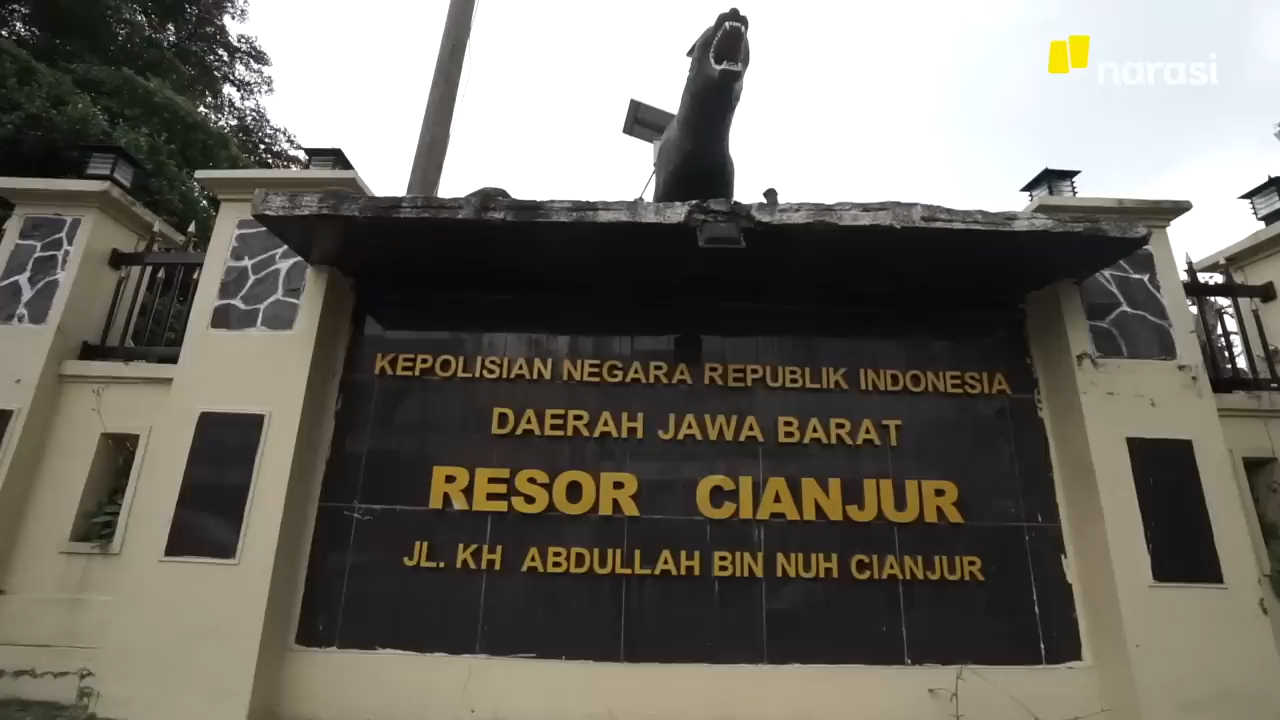 narasi
KEPOLISIAN NEGARA REPUBLIK INDONESIA
DAERAH JAWA BARAT
RESOR CIANJUR
JL. KH ABDULLAH BIN NUH CIANJUR